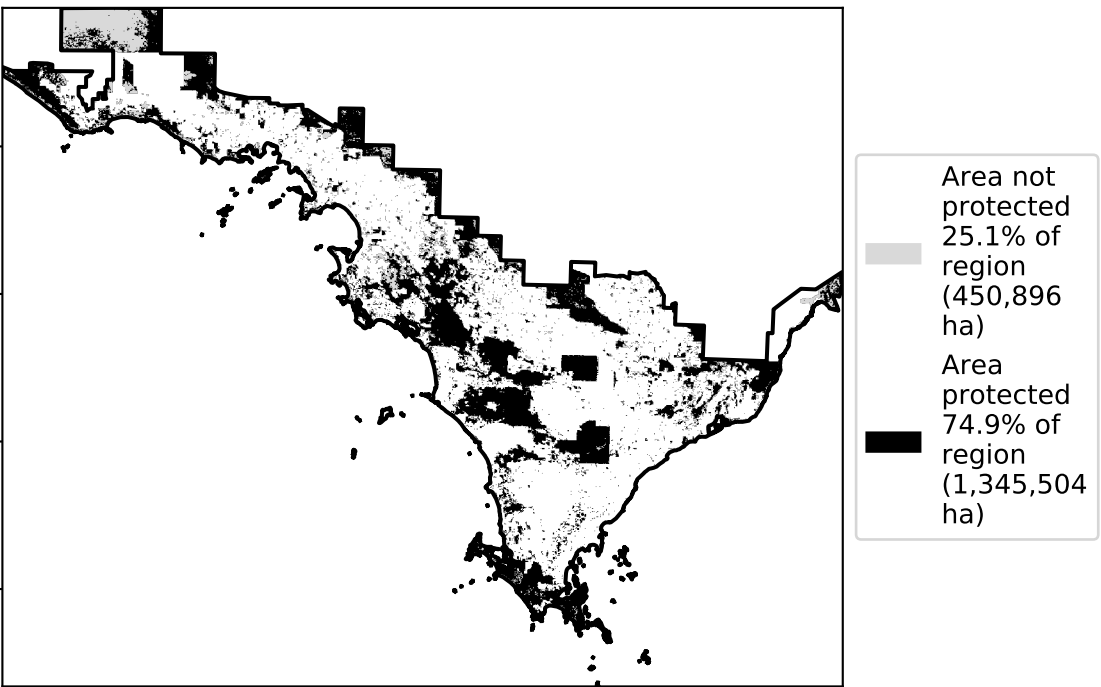 Area not
protected
25.1% of
region
(450,896
ha)
Area
protected
74.9% of
region
(1,345,504
ha)